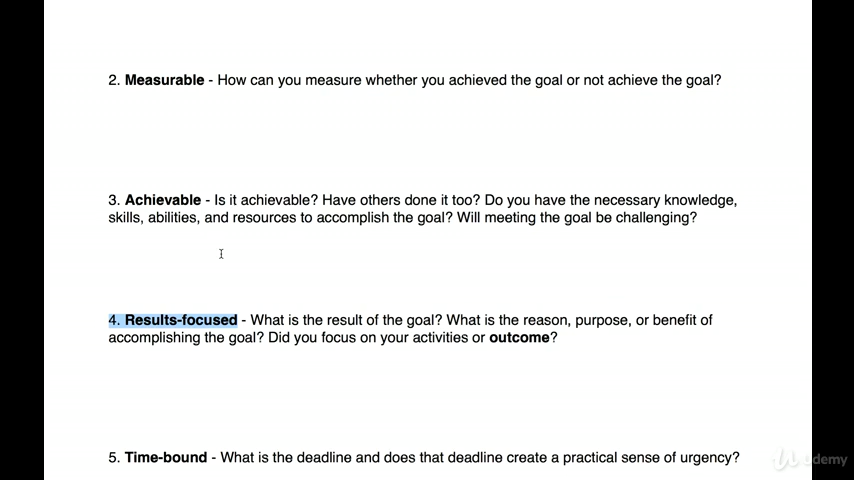 2. Measurable - How can you measure whether you achieved the goal or not achieve the goal?
3. Achievable - Is it achievable? Have others done it too? Do you have the necessary knowledge,
skills, abilities, and resources to accomplish the goal? Will meeting the goal be challenging?
4. Results-focused - What is the result of the goal? What is the reason, purpose, or benefit of
accomplishing the goal? Did you focus on your activities or outcome?
5. Time-bound - What is the deadline and does that deadline create a practical sense of urgency?
Udemy